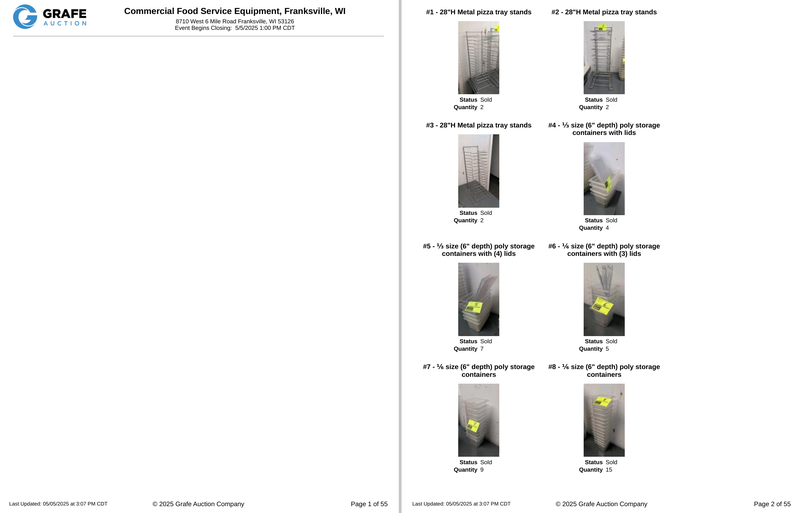 GRAFE
AUCTION
Commercial Food Service Equipment, Franksville, WI
8710 West 6 Mile Road Franksville, WI 53126
Event Begins Closing: 5/5/2025 1:00 PM CDT
Last Updated: 05/05/2025 at 3:07 PM CDT
© 2025 Grafe Auction Company
Page 1 of 55
#1 - 28"H Metal pizza tray stands
Status Sold
Quantity 2
#2 - 28"H Metal pizza tray stands
Status Sold
Quantity 2
#3 - 28"H Metal pizza tray stands
Status Sold
Quantity 2
#4 - ⅓ size (6" depth) poly storage
containers with lids
Status Sold
Quantity 4
#5 - ⅓ size (6" depth) poly storage
containers with (4) lids
Status Sold
Quantity 7
#6 - ⅙ size (6" depth) poly storage
containers with (3) lids
Status Sold
Quantity 5
#7 - ⅙ size (6" depth) poly storage
containers
Status Sold
Quantity 9
#8 - ⅙ size (6" depth) poly storage
containers
Status Sold
Quantity 15
Last Updated: 05/05/2025 at 3:07 PM CDT
© 2025 Grafe Auction Company
Page 2 of 55